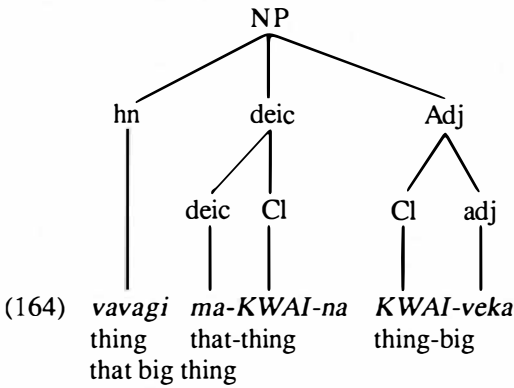 NP
hn deic Adj
deic Cl Cl adj
(164) vavagi ma-KWAI-na KWAI-veka
thing that-thing thing-big
that big thing